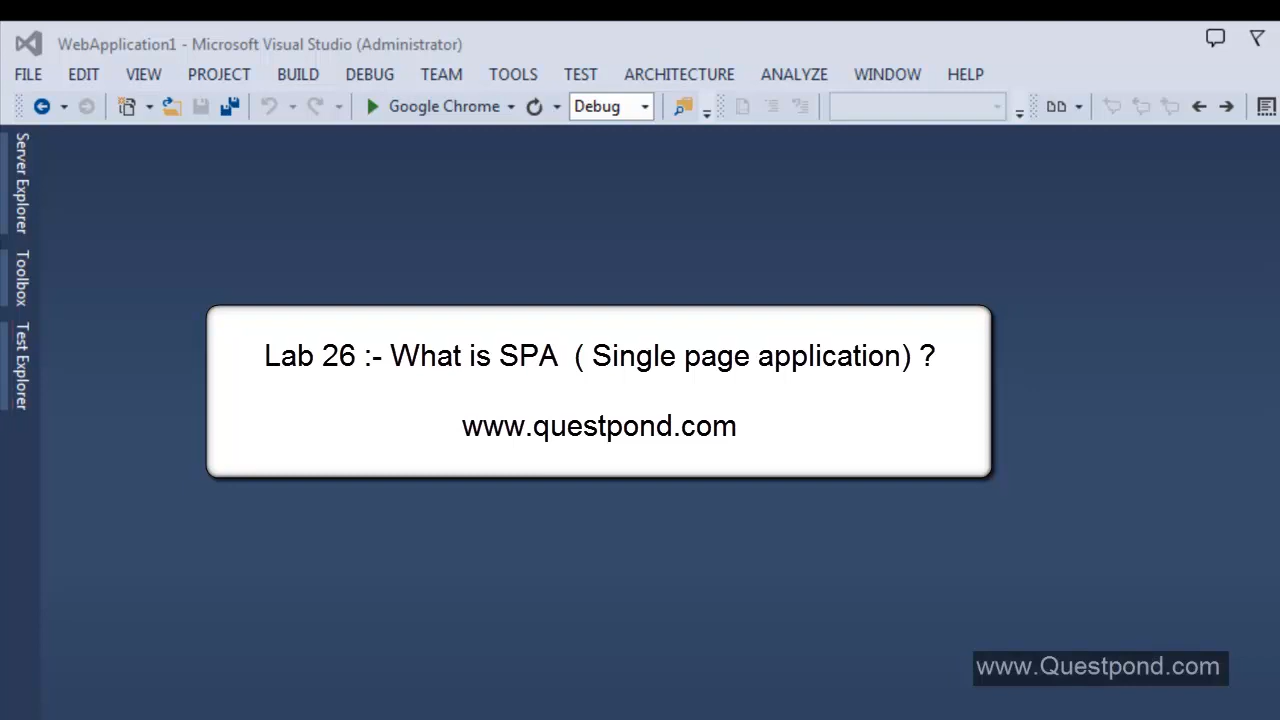 WebApplication1 - Microsoft Visual Studio (Administrator)
FILE EDIT VIEW PROJECT BUILD DEBUG TEAM TOOLS TEST ARCHITECTURE ANALYZE WINDOW HELP
Google Chrome Debug
Server Explorer
Toolbox
Test Explorer
Lab 26 :- What is SPA ( Single page application) ?
www.questpond.com
www.Questpond.com